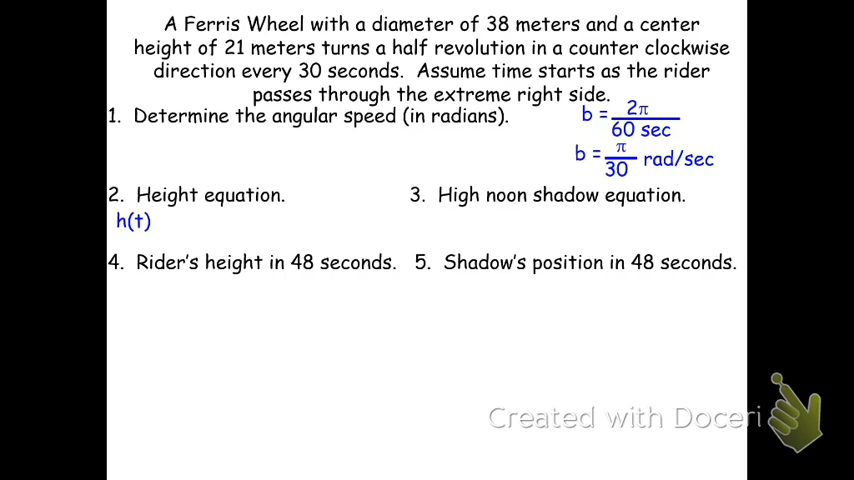 A Ferris Wheel with a diameter of 38 meters and a center
height of 21 meters turns a half revolution in a counter clockwise
direction every 30 seconds. Assume time starts as the rider
passes through the extreme right side.
1. Determine the angular speed (in radians).
b = 2π / 60 sec
b = π / 30 rad/sec
2. Height equation. 3. High noon shadow equation.
h(t)
4. Rider's height in 48 seconds. 5. Shadow's position in 48 seconds.
Created with Doceri